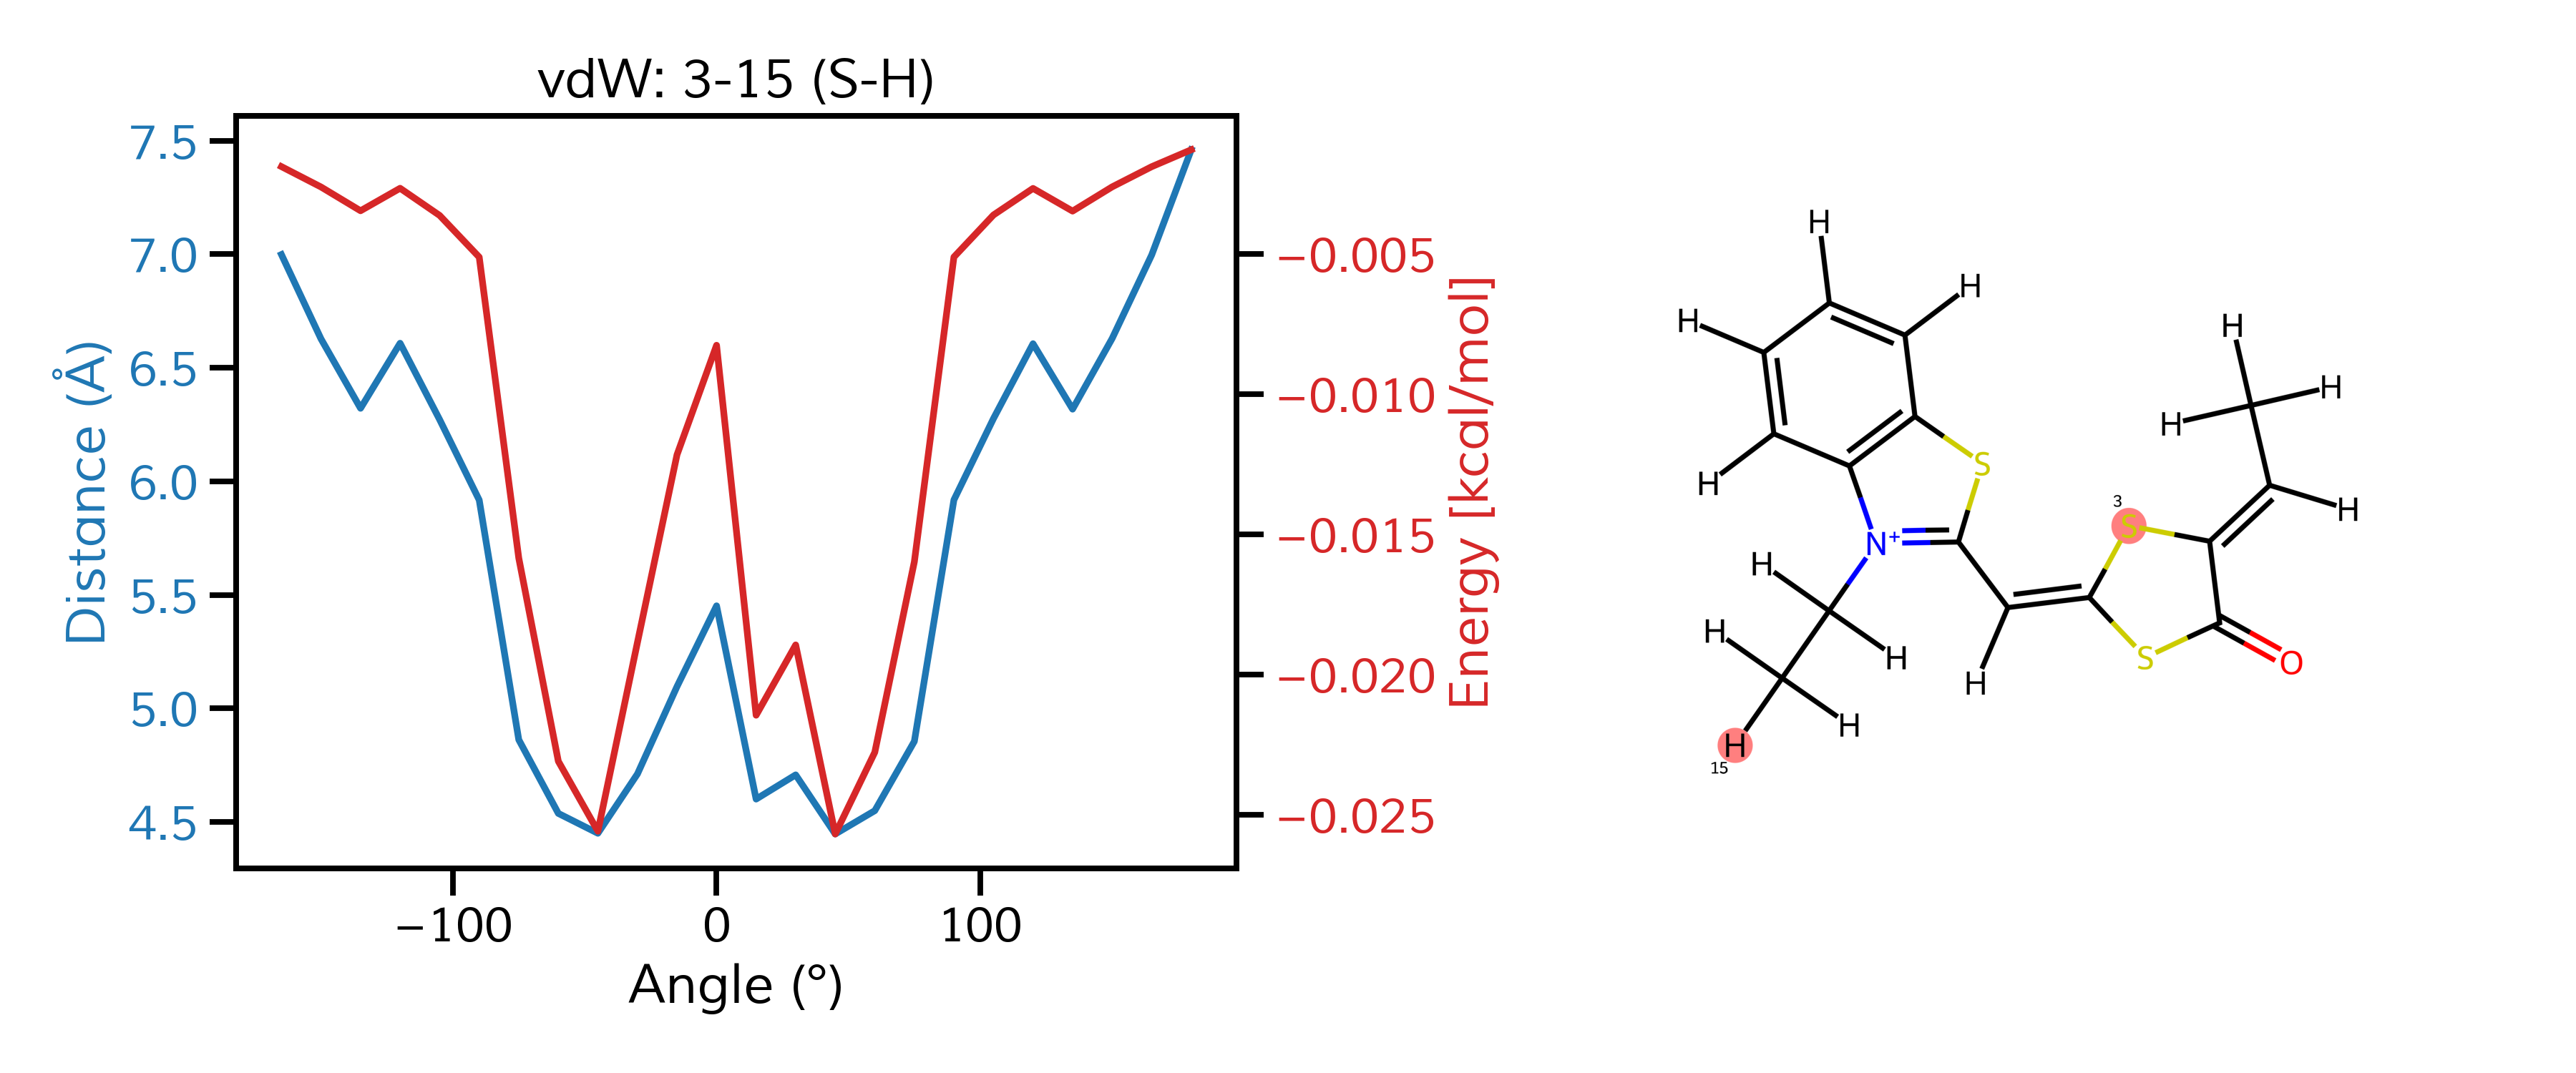 vdW: 3-15 (S-H)
7.5
7.0
6.5
6.0
5.5
5.0
4.5
Distance (Å)
−100
0
100
Angle (°)
−0.005
−0.010
−0.015
−0.020
−0.025
Energy [kcal/mol]
H
H
H
H
H
H
H
S
3
S
H
N+
H
H
H
S
O
H
H
H
H
15